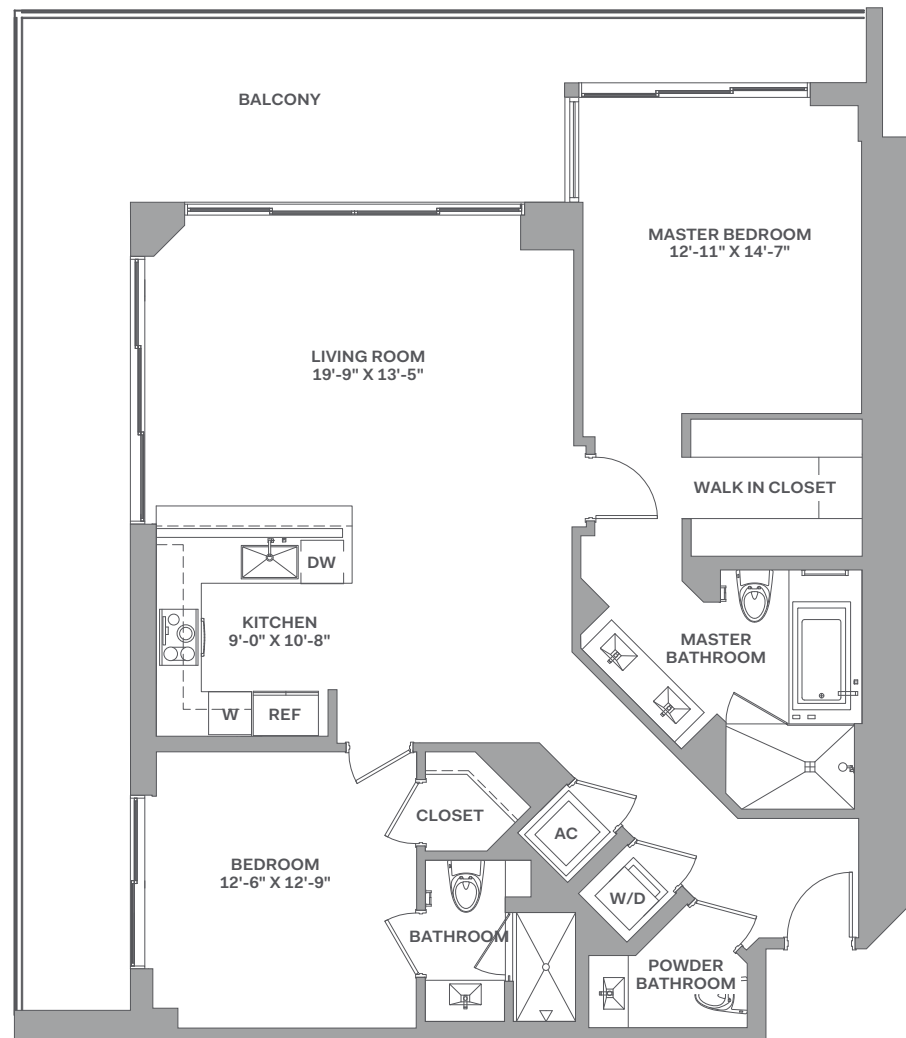 BALCONY
MASTER BEDROOM
12'-11" X 14'-7"
LIVING ROOM
19'-9" X 13'-5"
WALK IN CLOSET
DW
KITCHEN
9'-0" X 10'-8"
MASTER
BATHROOM
W
REF
CLOSET
AC
BEDROOM
12'-6" X 12'-9"
W/D
BATHROOM
POWDER
BATHROOM